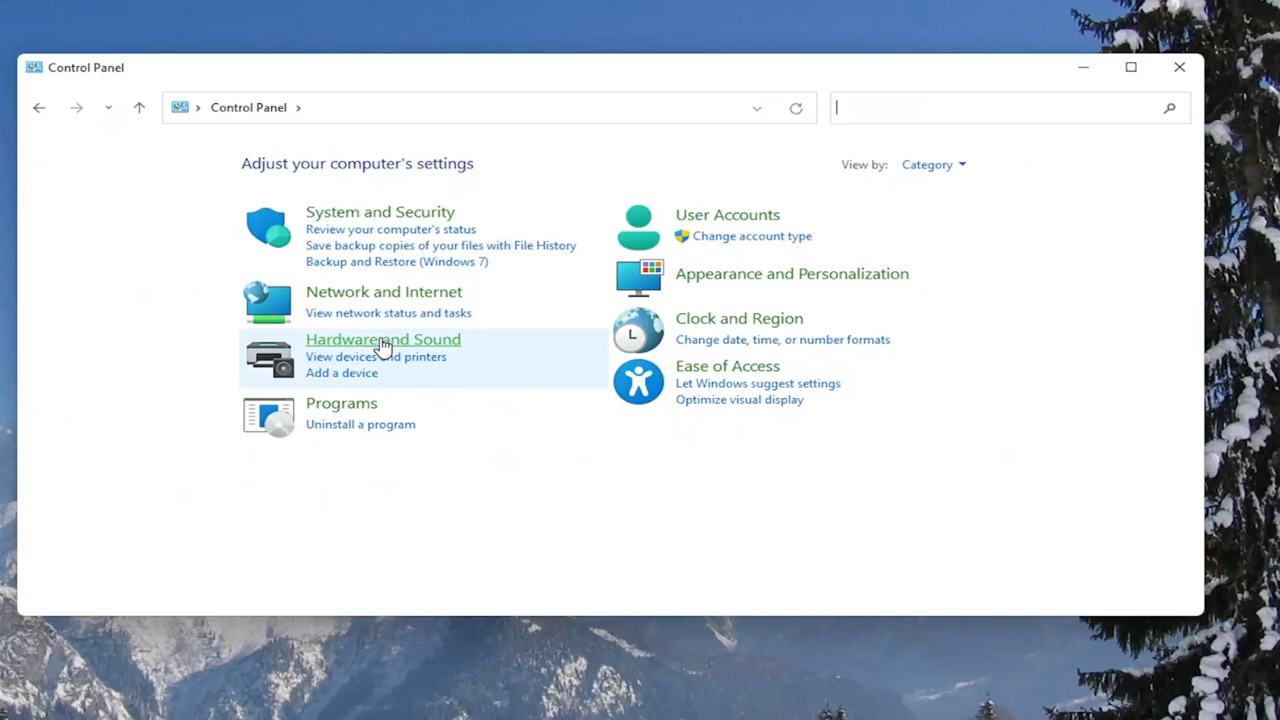 Control Panel
Control Panel
Adjust your computer's settings
View by: Category
System and Security
Review your computer's status
Save backup copies of your files with File History
Backup and Restore (Windows 7)
Network and Internet
View network status and tasks
Hardware and Sound
View devices and printers
Add a device
Programs
Uninstall a program
User Accounts
Change account type
Appearance and Personalization
Clock and Region
Change date, time, or number formats
Ease of Access
Let Windows suggest settings
Optimize visual display